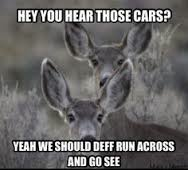 HEY YOU HEAR THOSE CARS?
YEAH WE SHOULD DEFF RUN ACROSS
AND GO SEE